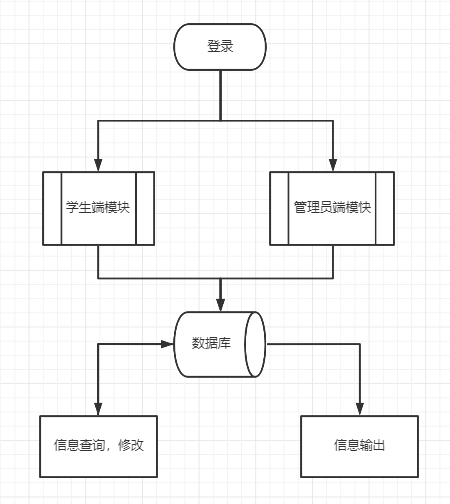 登录
学生端模块
管理员端模快
数据库
信息查询，修改
信息输出